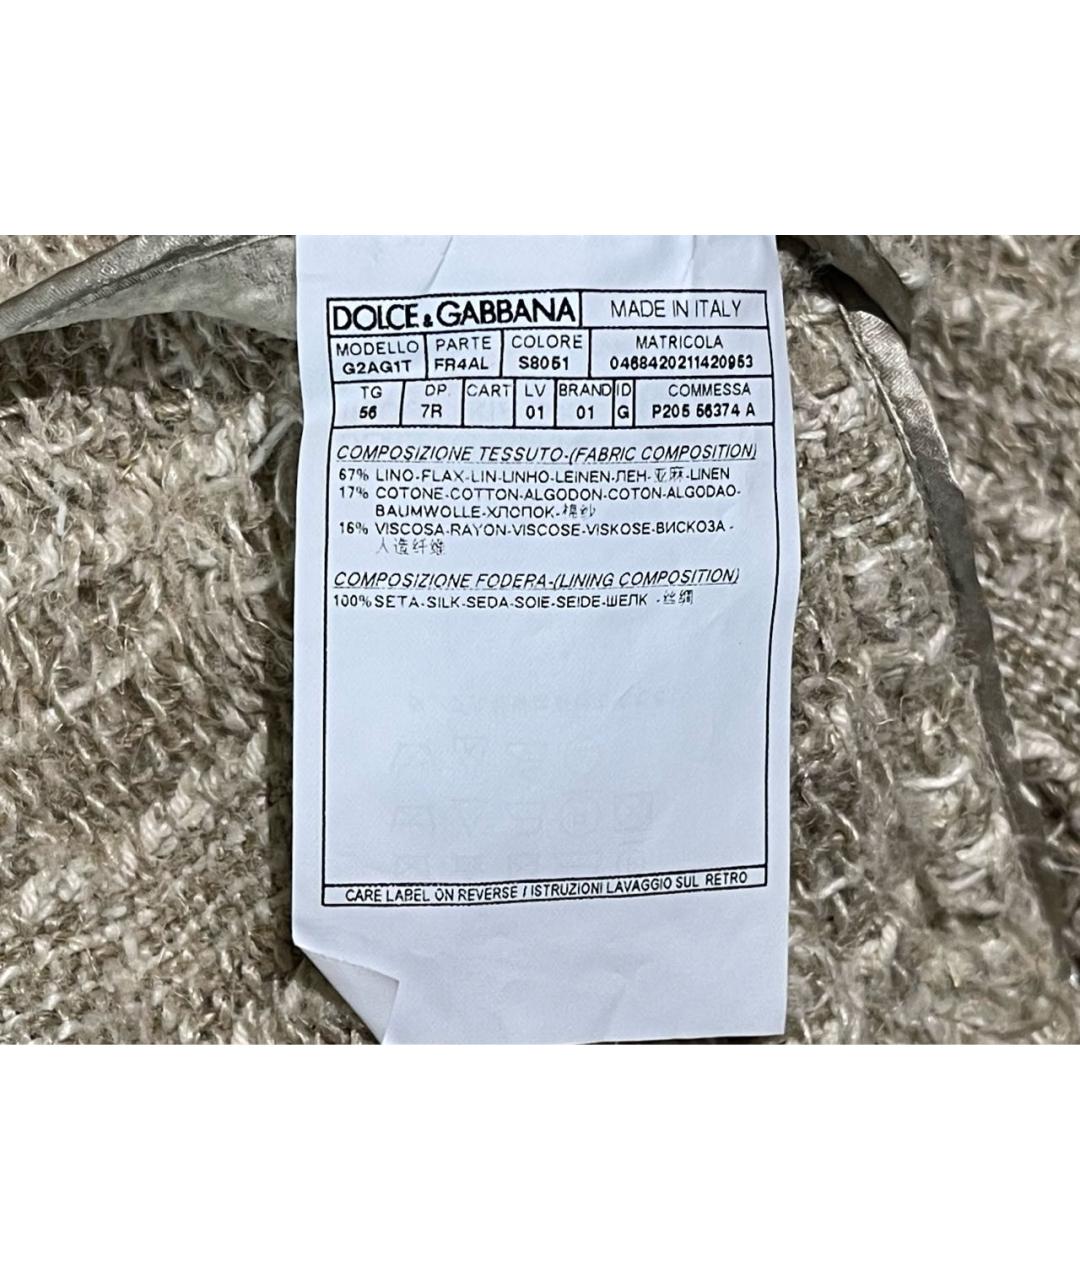 DOLCE&GABBANA MADE IN ITALY
MODELLO PARTE COLORE MATRICOLA
G2AG1T FR4AL S8051 0468420211420953
TG DP. CART LV BRAND ID COMMESSA
56 7R 01 01 G P205 56374 A
COMPOSIZIONE TESSUTO-(FABRIC COMPOSITION)
67% LINO-FLAX-LIN-LINHO-LEINEN-ЛЕН-亚麻-LINEN
17% COTONE-COTTON-ALGODON-COTON-ALGODAO-
BAUMWOLLE-ХЛОПОК-棉纱
16% VISCOSA-RAYON-VISCOSE-VISKOSE-ВИСКОЗА-
人造纤维
COMPOSIZIONE FODERA-(LINING COMPOSITION)
100% SETA-SILK-SEDA-SOIE-SEIDE-ШЕЛК -丝绸
CARE LABEL ON REVERSE / ISTRUZIONI LAVAGGIO SUL RETRO